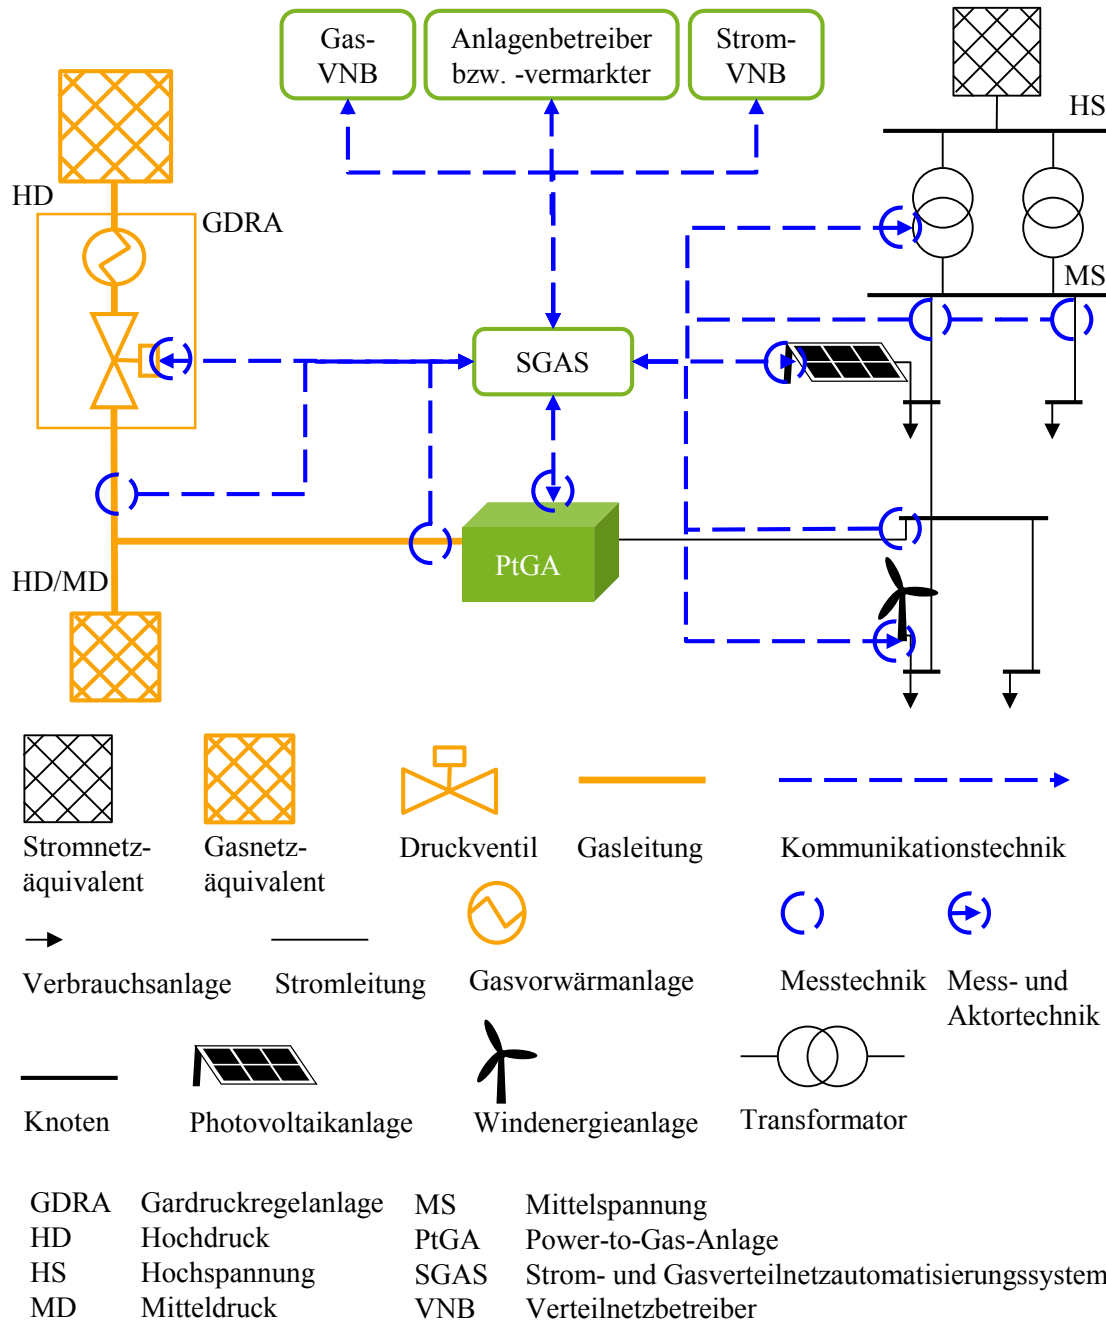 Gas-
VNB
Anlagenbetreiber
bzw. -vermarkter
Strom-
VNB
HS
HD
GDRA
MS
SGAS
PtGA
HD/MD
Stromnetz-
äquivalent
Gasnetz-
äquivalent
Druckventil
Gasleitung
Kommunikationstechnik
Verbrauchsanlage
Stromleitung
Gasvorwärmanlage
Messtechnik
Mess- und
Aktortechnik
Knoten
Photovoltaikanlage
Windenergieanlage
Transformator
GDRA Gardruckregelanlage MS Mittelspannung
HD Hochdruck PtGA Power-to-Gas-Anlage
HS Hochspannung SGAS Strom- und Gasverteilnetzautomatisierungssystem
MD Mitteldruck VNB Verteilnetzbetreiber